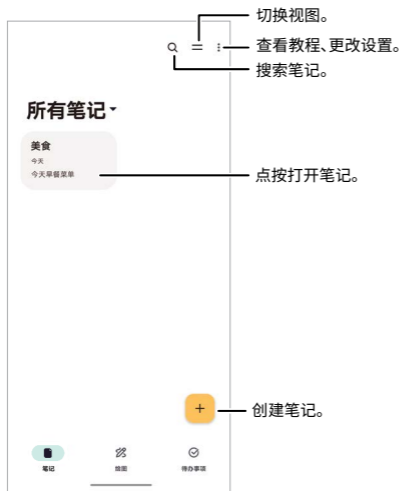 切换视图。
查看教程、更改设置。
搜索笔记。
所有笔记
美食
今天
今天早餐菜单
点按打开笔记。
创建笔记。
笔记
绘图
待办事项